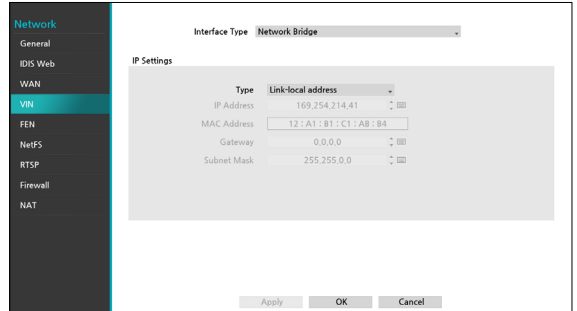 Network
General
IDIS Web
WAN
VIN
FEN
NetFS
RTSP
Firewall
NAT
Interface Type Network Bridge
IP Settings
Type Link-local address
IP Address 169,254,214,41
MAC Address 12 : A1 : B1 : C1 : AB : B4
Gateway 0,0,0,0
Subnet Mask 255,255,0,0
Apply OK Cancel